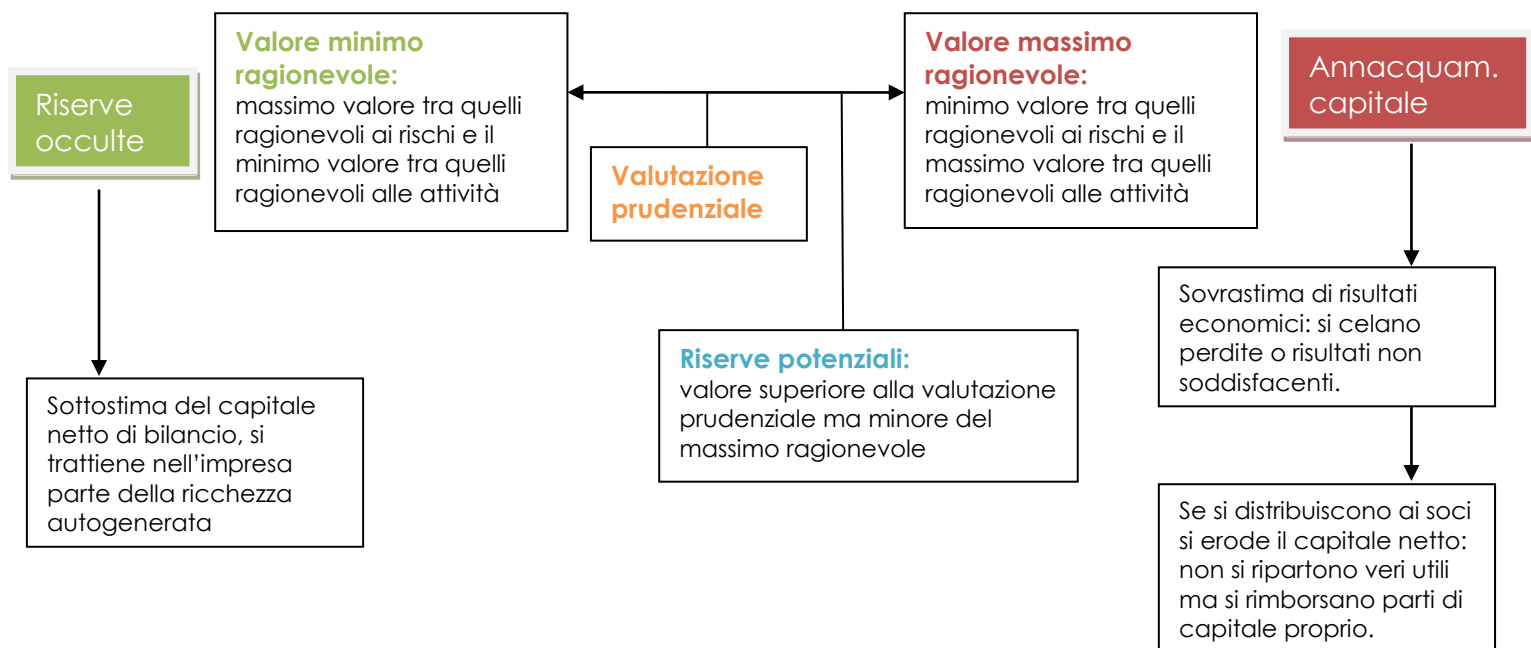 Riserve
occulte
Valore minimo
ragionevole:
massimo valore tra quelli
ragionevoli ai rischi e il
minimo valore tra quelli
ragionevoli alle attività
Valutazione
prudenziale
Valore massimo
ragionevole:
minimo valore tra quelli
ragionevoli ai rischi e il
massimo valore tra quelli
ragionevoli alle attività
Annacquam.
capitale
Sottostima del capitale
netto di bilancio, si
trattiene nell'impresa
parte della ricchezza
autogenerata
Riserve potenziali:
valore superiore alla valutazione
prudenziale ma minore del
massimo ragionevole
Sovrastima di risultati
economici: si celano
perdite o risultati non
soddisfacenti.
Se si distribuiscono ai soci
si erode il capitale netto:
non si ripartono veri utili
ma si rimborsano parti di
capitale proprio.